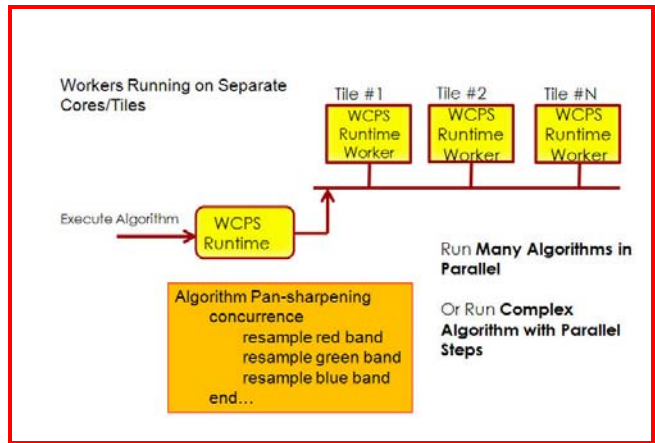 Workers Running on Separate
Cores/Tiles
Tile #1
Tile #2
Tile #N
WCPS
Runtime
Worker
WCPS
Runtime
Worker
WCPS
Runtime
Worker
Execute Algorithm
WCPS
Runtime
Run Many Algorithms in
Parallel
Or Run Complex
Algorithm with Parallel
Steps
Algorithm Pan-sharpening
concurrence
resample red band
resample green band
resample blue band
end...